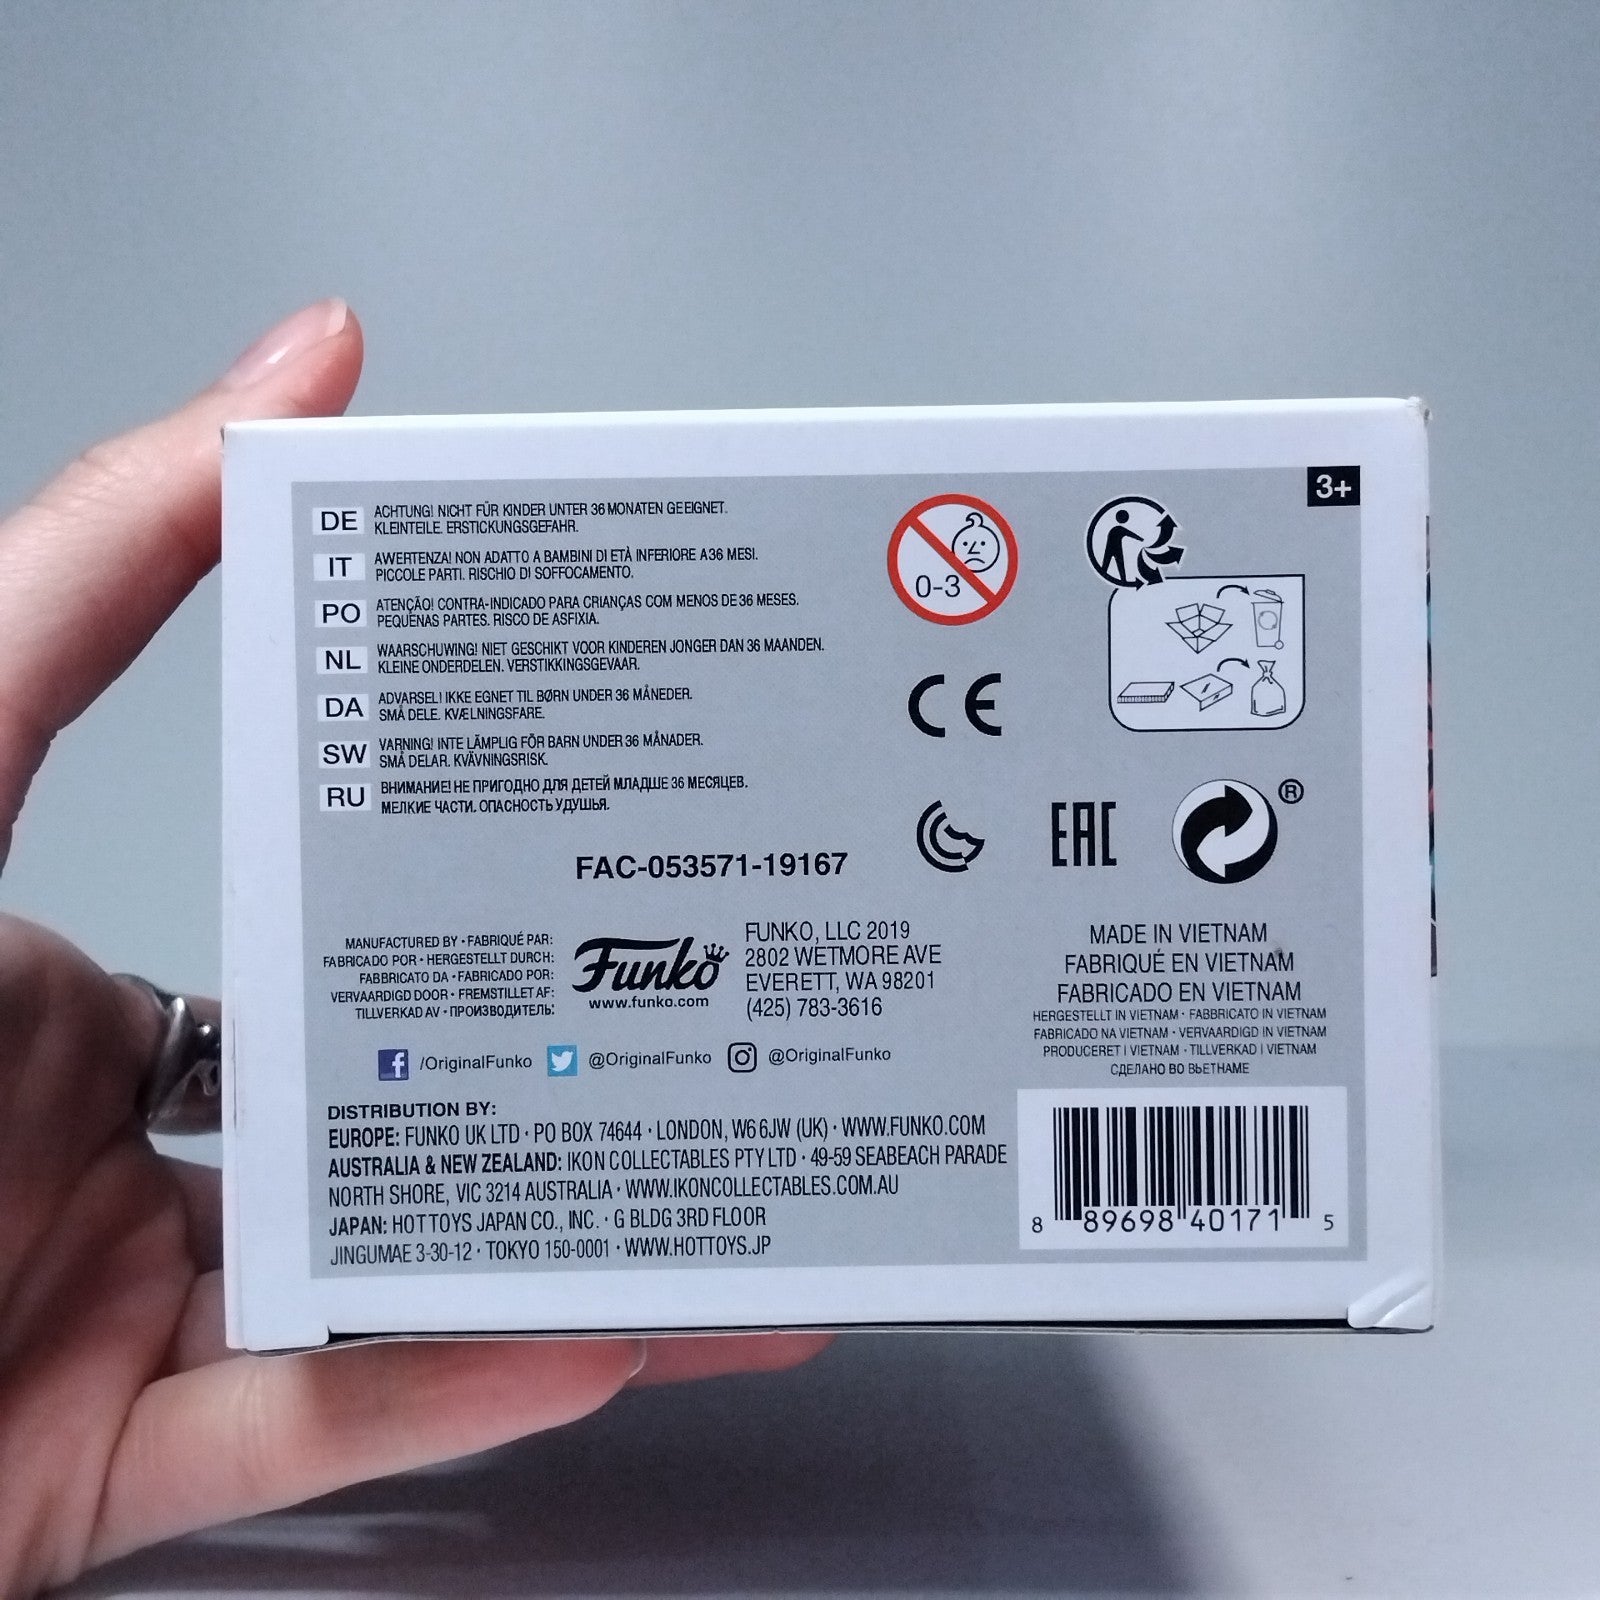 3+
DE ACHTUNG! NICHT FÜR KINDER UNTER 36 MONATEN GEEIGNET.
KLEINTEILE. ERSTICKUNGSGEFAHR.
IT AWERTENZA! NON ADATTO A BAMBINI DI ETÀ INFERIORE A 36 MESI.
PICCOLE PARTI. RISCHIO DI SOFFOCAMENTO.
PO ATENÇÃO! CONTRA-INDICADO PARA CRIANÇAS COM MENOS DE 36 MESES.
PEQUENAS PARTES. RISCO DE ASFIXIA.
NL WAARSCHUWING! NIET GESCHIKT VOOR KINDEREN JONGER DAN 36 MAANDEN.
KLEINE ONDERDELEN. VERSTIKKINGSGEVAAR.
DA ADVARSEL! IKKE EGNET TIL BØRN UNDER 36 MÅNEDER.
SMÅ DELE. KVÆLNINGSFARE.
SW VARNING! INTE LÄMPLIG FÖR BARN UNDER 36 MÅNADER.
SMÅ DELAR. KVÄVNINGSRISK.
RU ВНИМАНИЕ! НЕ ПРИГОДНО ДЛЯ ДЕТЕЙ МЛАДШЕ 36 МЕСЯЦЕВ.
МЕЛКИЕ ЧАСТИ. ОПАСНОСТЬ УДУШЬЯ.
0-3
CE
EAC
®
FAC-053571-19167
MANUFACTURED BY • FABRIQUÉ PAR:
FABRICADO POR • HERGESTELLT DURCH:
FABBRICATO DA • FABRICADO POR:
VERVAARDIGD DOOR • FREMSTILLET AF:
TILLVERKAD AV • ПРОИЗВОДИТЕЛЬ:
Funko
www.funko.com
FUNKO, LLC 2019
2802 WETMORE AVE
EVERETT, WA 98201
(425) 783-3616
MADE IN VIETNAM
FABRIQUÉ EN VIETNAM
FABRICADO EN VIETNAM
HERGESTELLT IN VIETNAM • FABBRICATO IN VIETNAM
FABRICADO NA VIETNAM • VERVAARDIGD IN VIETNAM
PRODUCERET I VIETNAM • TILLVERKAD I VIETNAM
СДЕЛАНО ВО ВЬЕТНАМЕ
f /OriginalFunko @OriginalFunko @OriginalFunko
DISTRIBUTION BY:
EUROPE: FUNKO UK LTD • PO BOX 74644 • LONDON, W6 6JW (UK) • WWW.FUNKO.COM
AUSTRALIA & NEW ZEALAND: IKON COLLECTABLES PTY LTD • 49-59 SEABEACH PARADE
NORTH SHORE, VIC 3214 AUSTRALIA • WWW.IKONCOLLECTABLES.COM.AU
JAPAN: HOT TOYS JAPAN CO., INC. • G BLDG 3RD FLOOR
JINGUMAE 3-30-12 • TOKYO 150-0001 • WWW.HOTTOYS.JP
8 89698 40171 5